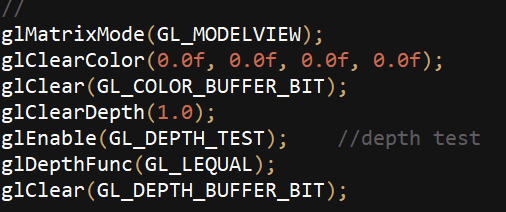 //
glMatrixMode(GL_MODELVIEW);
glClearColor(0.0f, 0.0f, 0.0f, 0.0f);
glClear(GL_COLOR_BUFFER_BIT);
glClearDepth(1.0);
glEnable(GL_DEPTH_TEST);    //depth test
glDepthFunc(GL_LEQUAL);
glClear(GL_DEPTH_BUFFER_BIT);